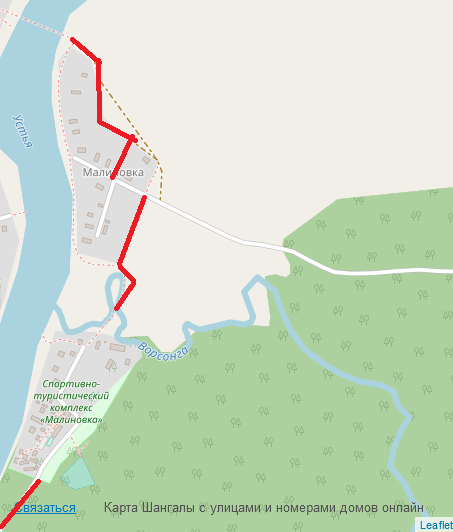 Устья
Малиновка
Ворсонга
Спортивно-
туристический
комплекс
«Малиновка»
Связаться Карта Шангалы с улицами и номерами домов онлайн
Leaflet